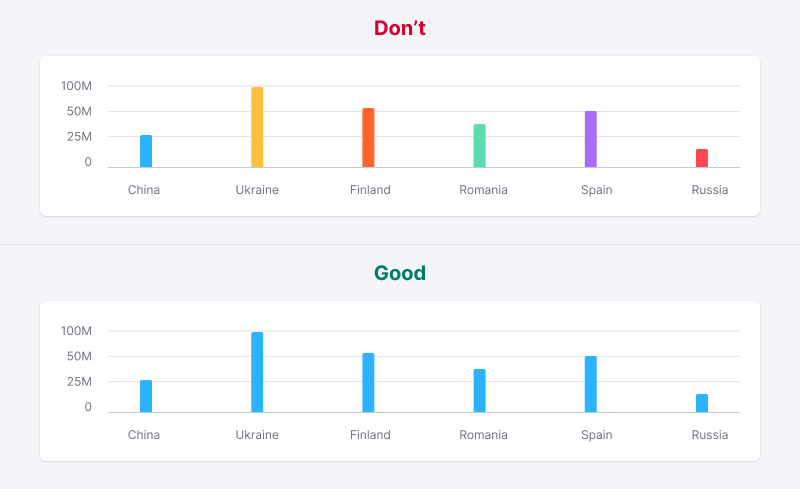 Don’t
100M
50M
25M
0
China Ukraine Finland Romania Spain Russia
Good
100M
50M
25M
0
China Ukraine Finland Romania Spain Russia